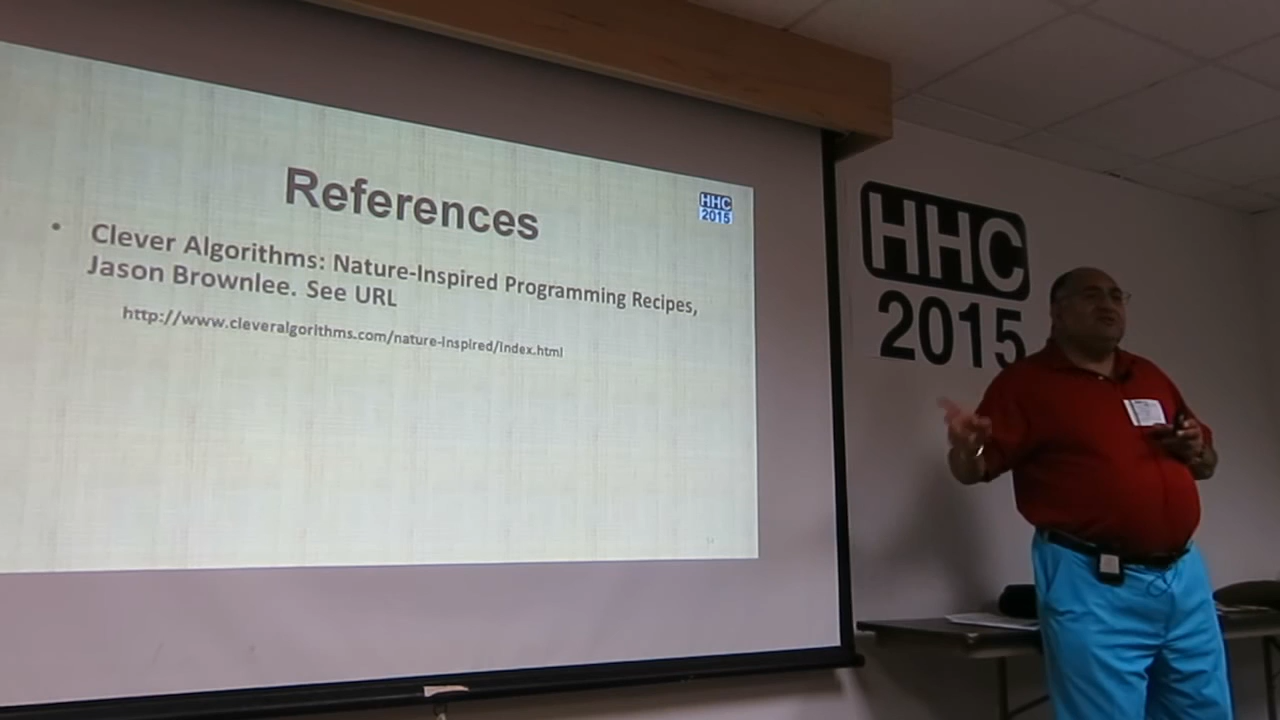 References
HHC
2015
• Clever Algorithms: Nature-Inspired Programming Recipes,
Jason Brownlee. See URL
http://www.cleveralgorithms.com/nature-inspired/index.html
HHC
2015